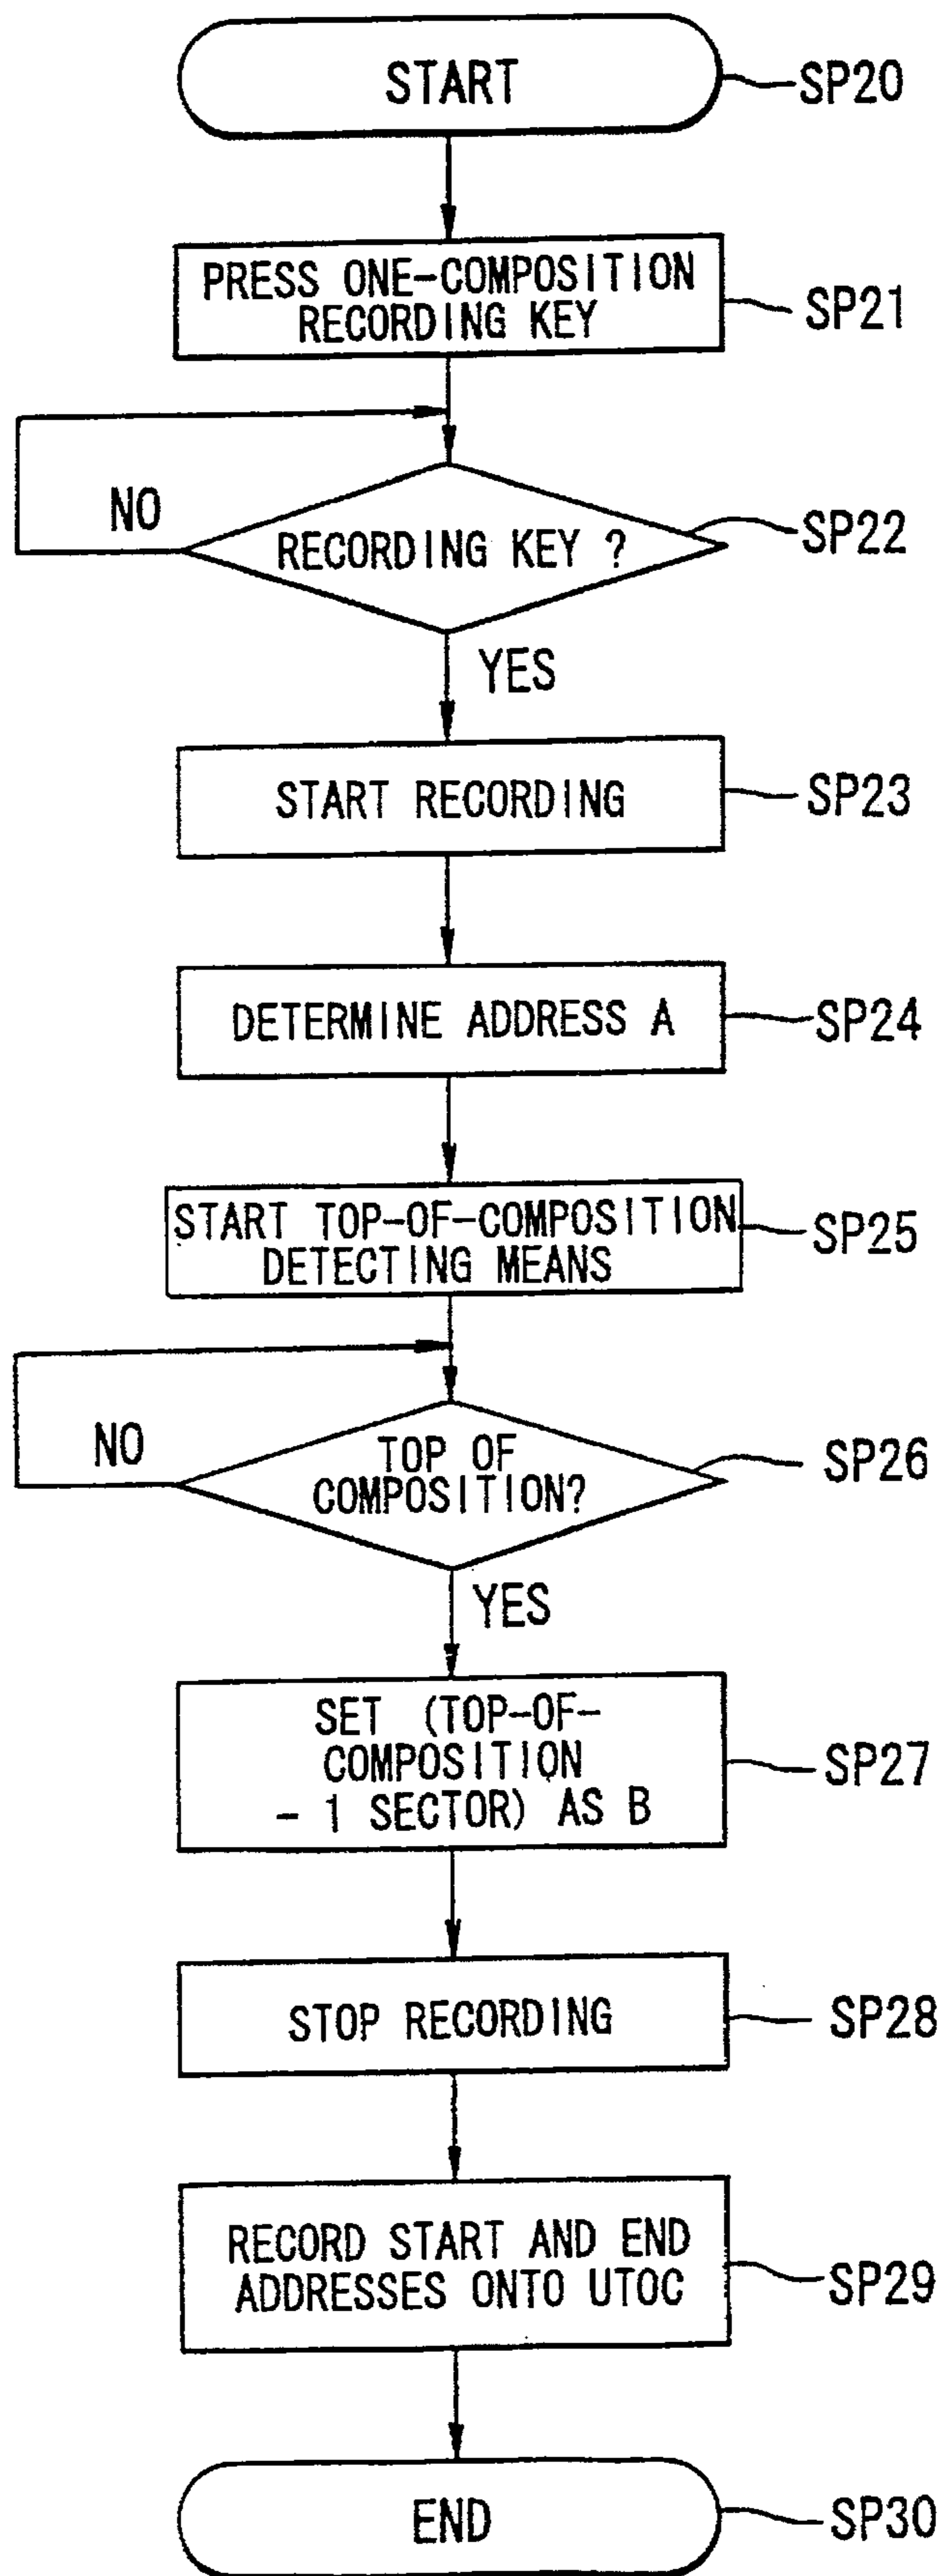 START
SP20
PRESS ONE-COMPOSITION
RECORDING KEY
SP21
NO
RECORDING KEY ?
SP22
YES
START RECORDING
SP23
DETERMINE ADDRESS A
SP24
START TOP-OF-COMPOSITION
DETECTING MEANS
SP25
NO
TOP OF
COMPOSITION?
SP26
YES
SET (TOP-OF-
COMPOSITION
- 1 SECTOR) AS B
SP27
STOP RECORDING
SP28
RECORD START AND END
ADDRESSES ONTO UTOC
SP29
END
SP30